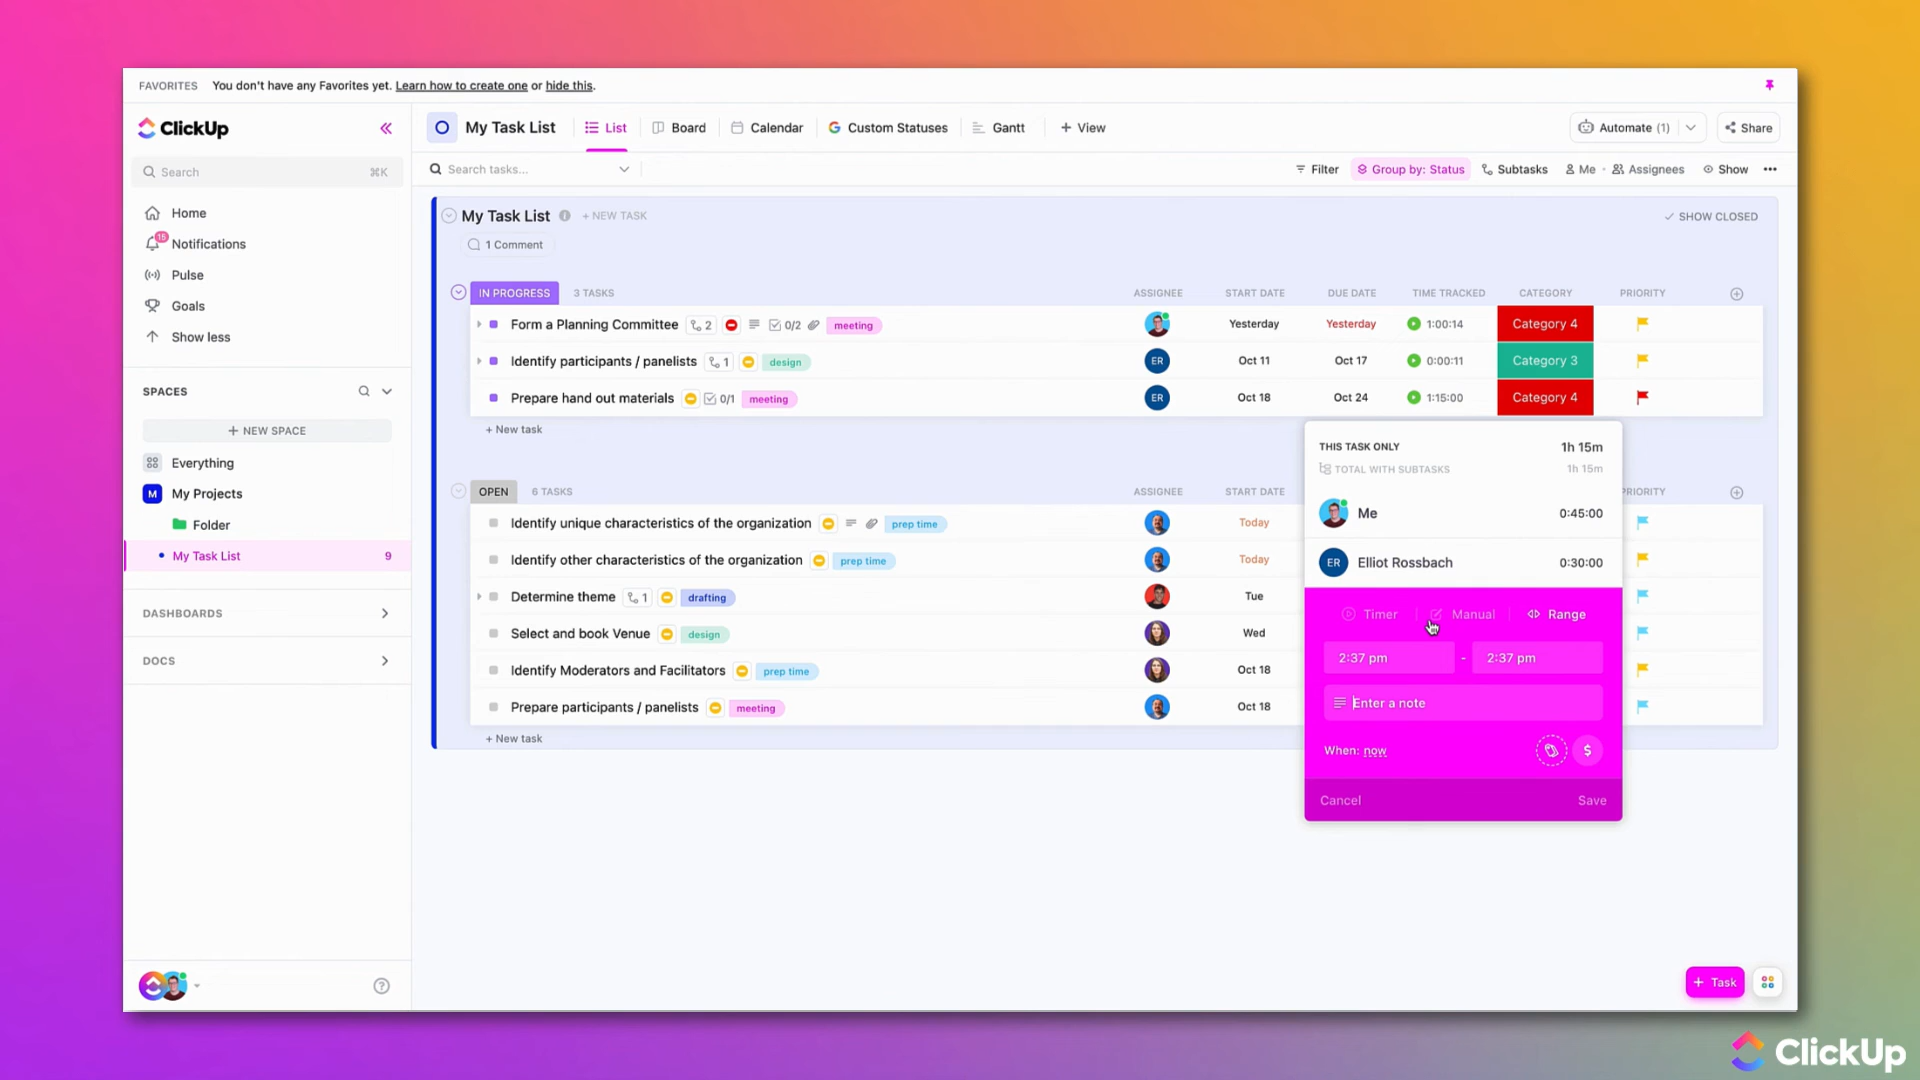 FAVORITES You don't have any Favorites yet. Learn how to create one or hide this.
ClickUp
Search ⌘K
Home
15
Notifications
Pulse
Goals
Show less
SPACES
+ NEW SPACE
Everything
M My Projects
Folder
My Task List 9
DASHBOARDS
DOCS
My Task List List Board Calendar Custom Statuses Gantt + View Automate (1) Share
Search tasks... Filter Group by: Status Subtasks Me · Assignees Show
My Task List + NEW TASK SHOW CLOSED
1 Comment
IN PROGRESS 3 TASKS ASSIGNEE START DATE DUE DATE TIME TRACKED CATEGORY PRIORITY
Form a Planning Committee 2 0/2 meeting Yesterday Yesterday 1:00:14 Category 4
Identify participants / panelists 1 design ER Oct 11 Oct 17 0:00:11 Category 3
Prepare hand out materials 0/1 meeting ER Oct 18 Oct 24 1:15:00 Category 4
+ New task
OPEN 6 TASKS ASSIGNEE START DATE PRIORITY
Identify unique characteristics of the organization prep time Today
Identify other characteristics of the organization prep time Today
Determine theme 1 drafting Tue
Select and book Venue design Wed
Identify Moderators and Facilitators prep time Oct 18
Prepare participants / panelists meeting Oct 18
+ New task
THIS TASK ONLY 1h 15m
TOTAL WITH SUBTASKS 1h 15m
Me 0:45:00
ER Elliot Rossbach 0:30:00
Timer Manual Range
2:37 pm - 2:37 pm
Enter a note
When: now $
Cancel Save
+ Task
ClickUp